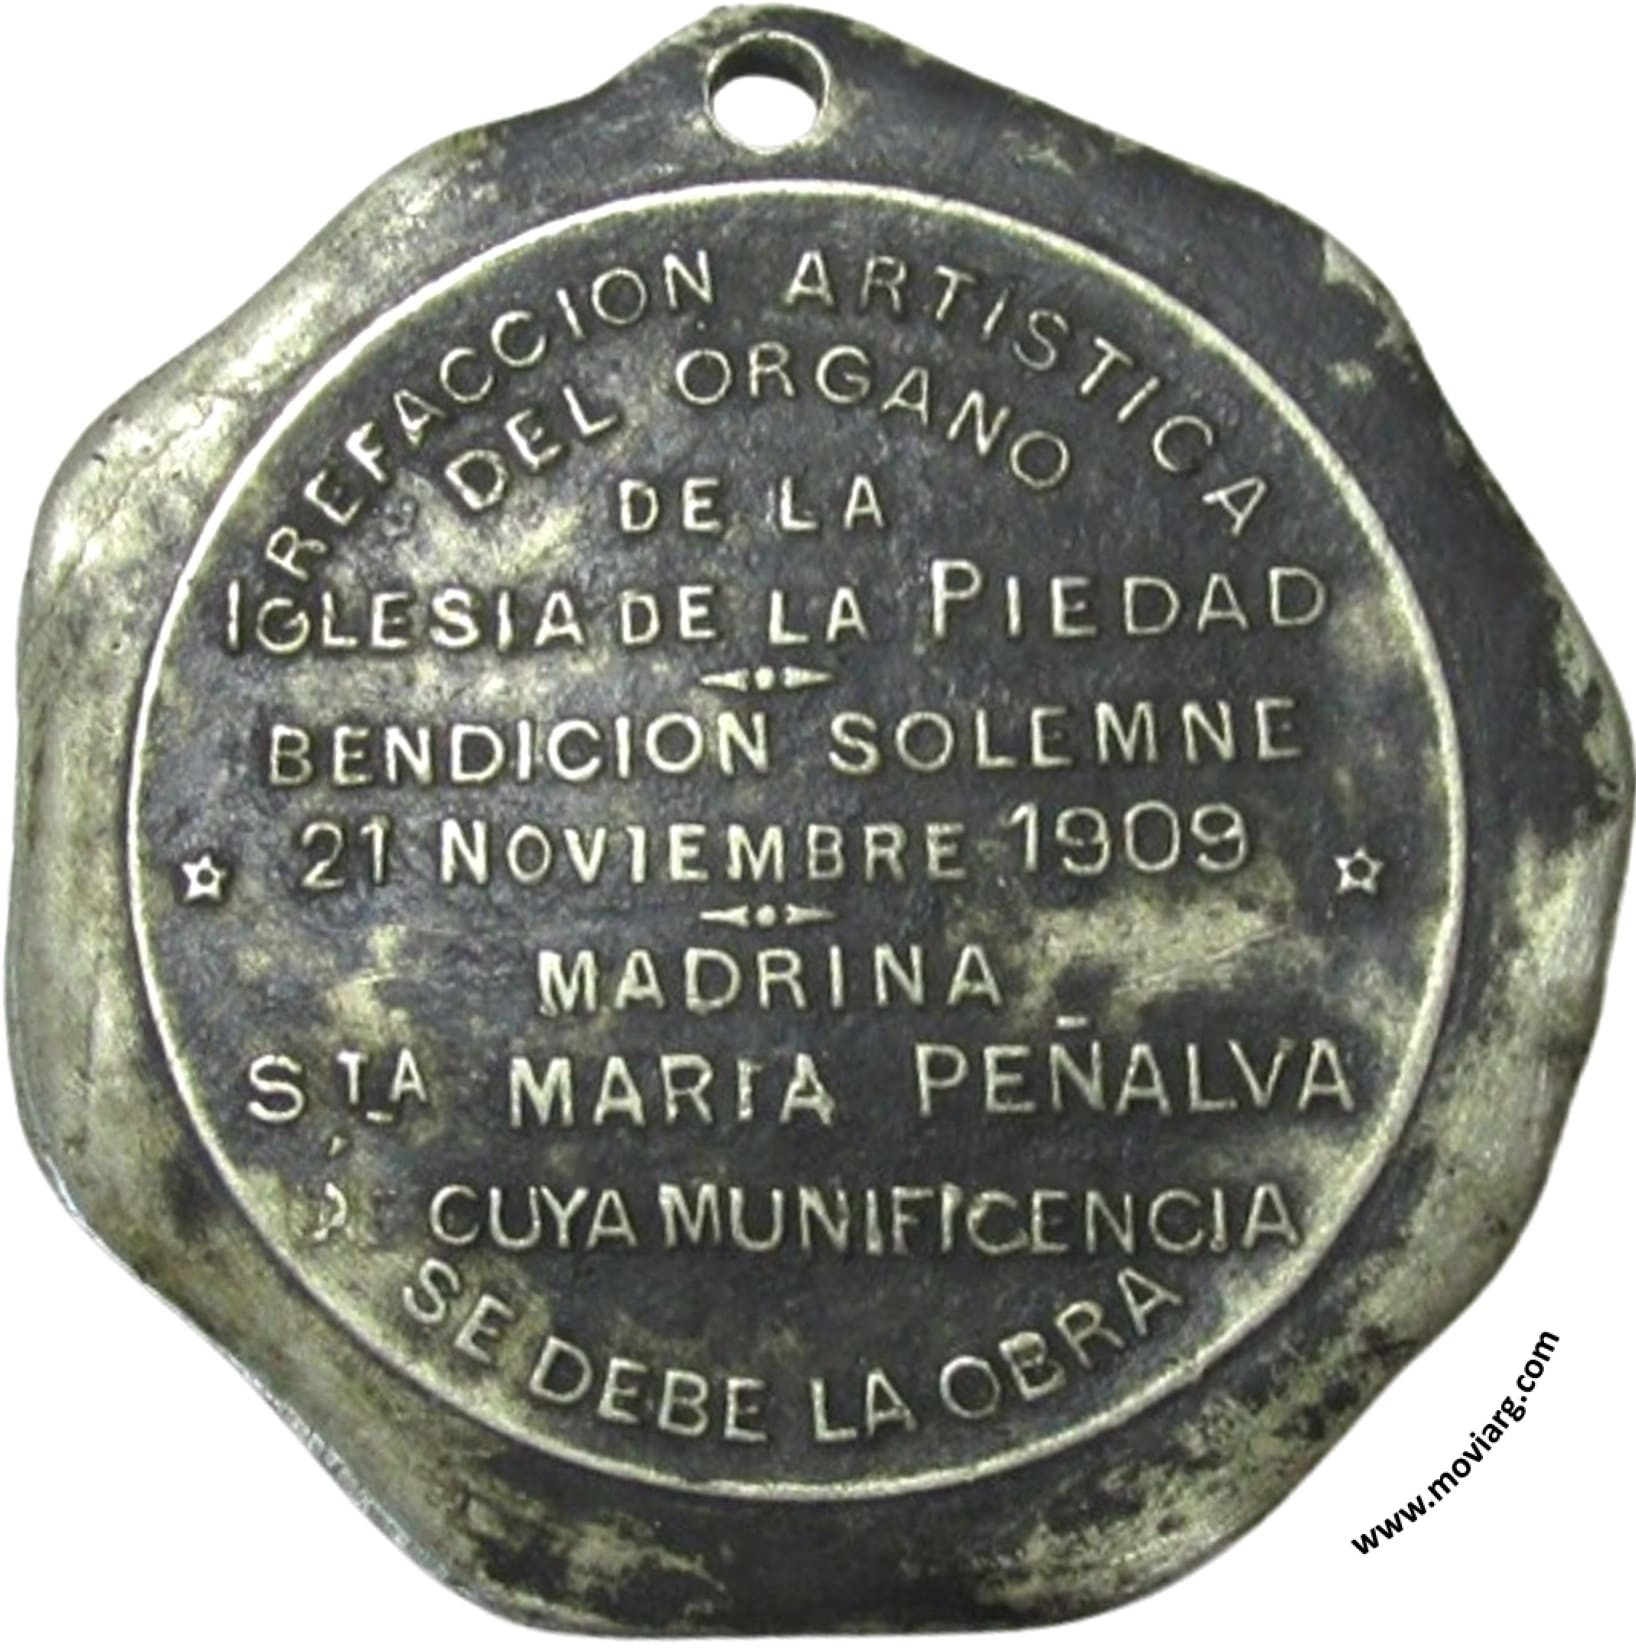 REFACCION ARTISTICA
DEL ORGANO
DE LA
IGLESIA DE LA PIEDAD
BENDICION SOLEMNE
21 NOVIEMBRE 1909
MADRINA
STA MARIA PEÑALVA
CUYA MUNIFICENCIA
SE DEBE LA OBRA
www.moviarg.com